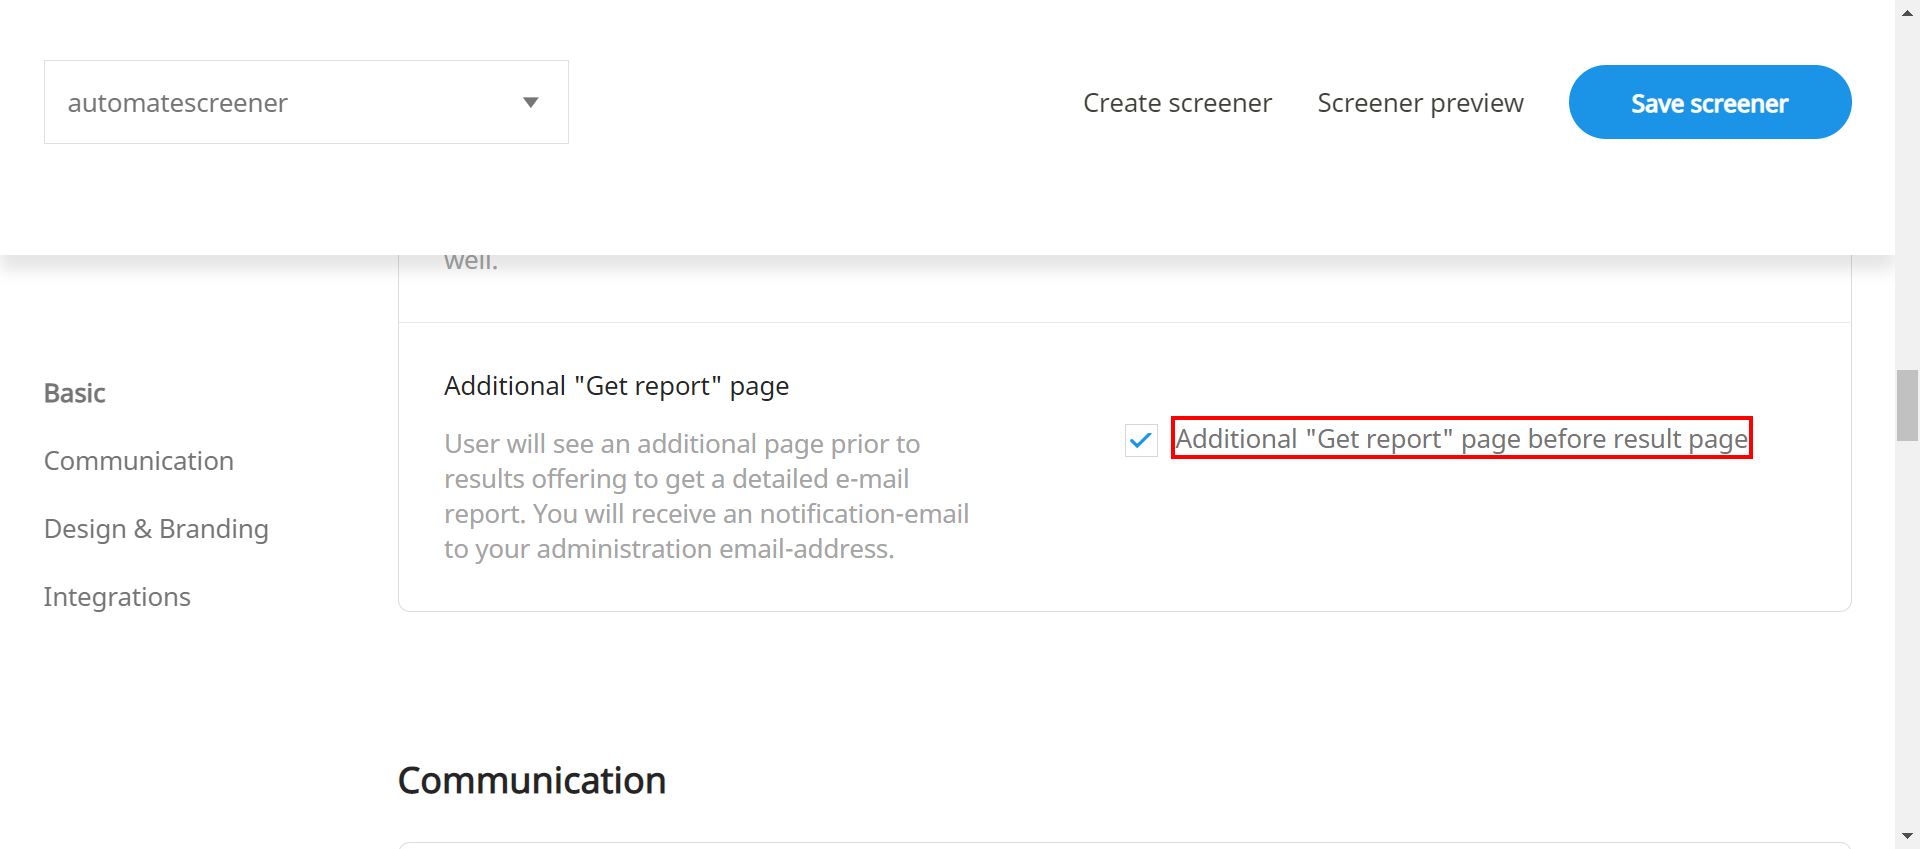 automatescreener
Create screener
Screener preview
Save screener
well.
Basic
Communication
Design & Branding
Integrations
Additional "Get report" page
User will see an additional page prior to
results offering to get a detailed e-mail
report. You will receive an notification-email
to your administration email-address.
Additional "Get report" page before result page
Communication